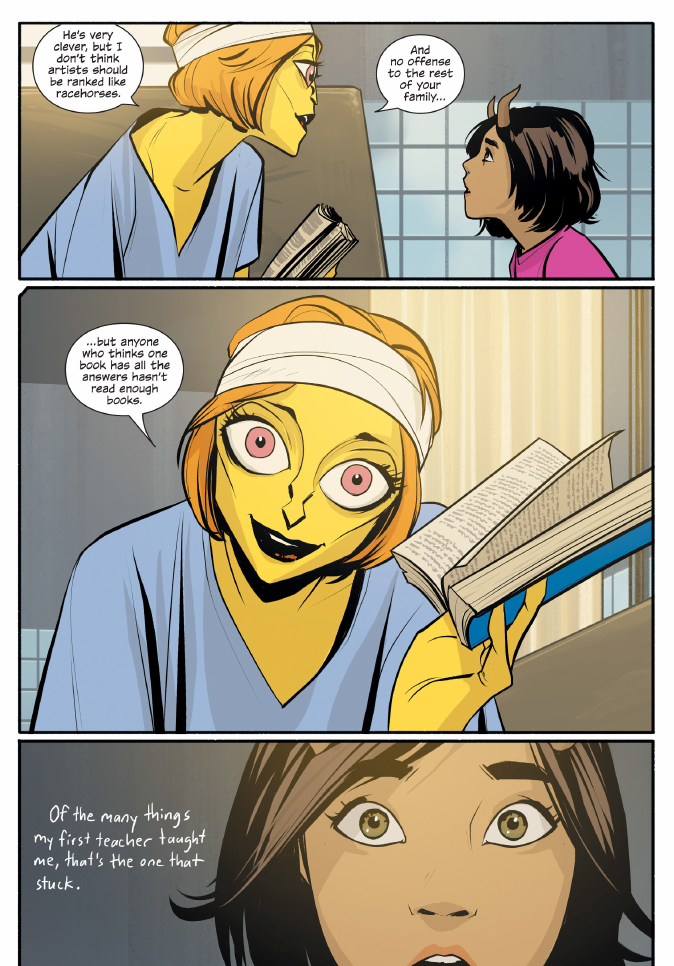 He's very
clever, but I
don't think
artists should
be ranked like
racehorses.
And
no offense
to the rest
of your
family...
...but anyone
who thinks one
book has all the
answers hasn't
read enough
books.
Of the many things
my first teacher taught
me, that's the one that
stuck.